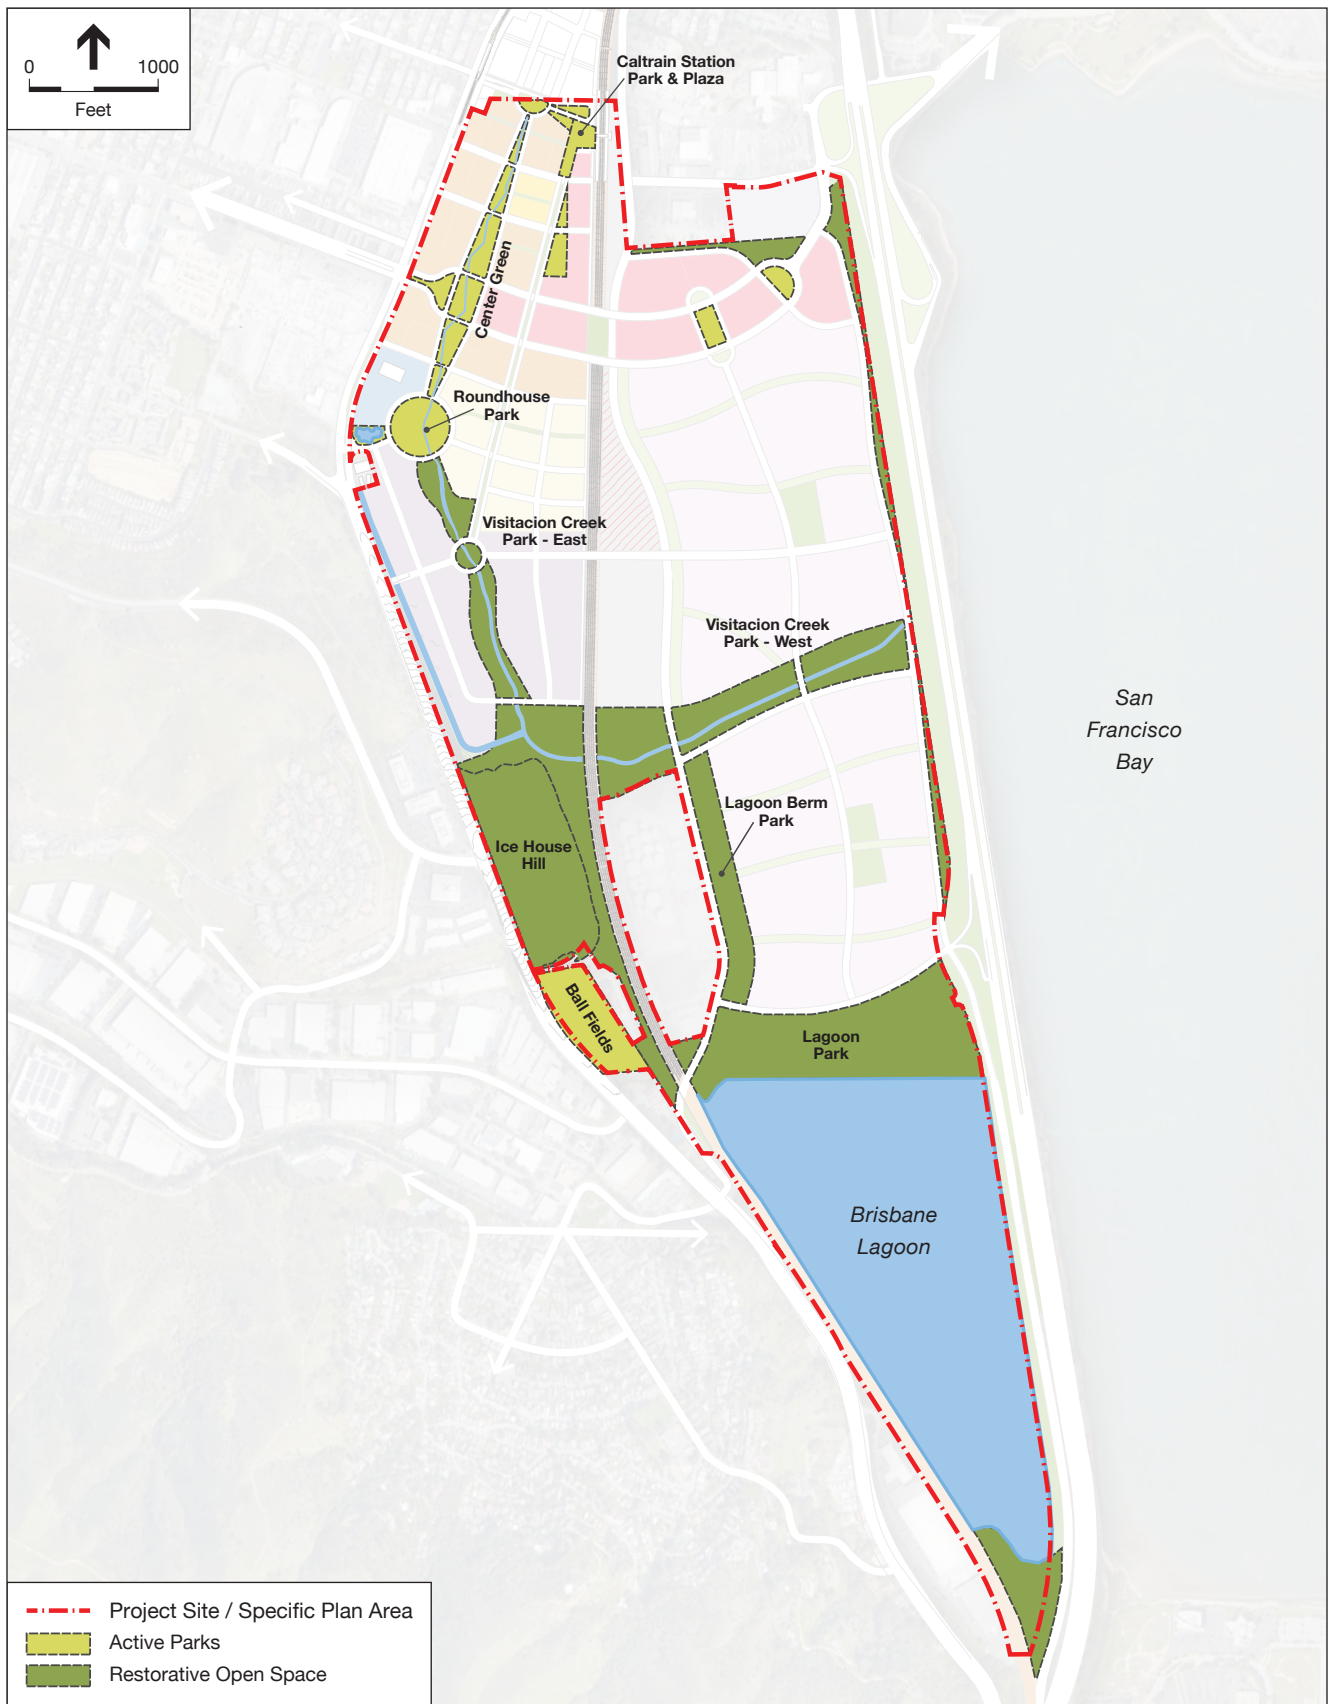 0
1000
Feet
Caltrain Station
Park & Plaza
Center Green
Roundhouse
Park
Visitacion Creek
Park - East
Visitacion Creek
Park - West
San
Francisco
Bay
Lagoon Berm
Park
Ice House
Hill
Ball Fields
Lagoon
Park
Brisbane
Lagoon
Project Site / Specific Plan Area
Active Parks
Restorative Open Space